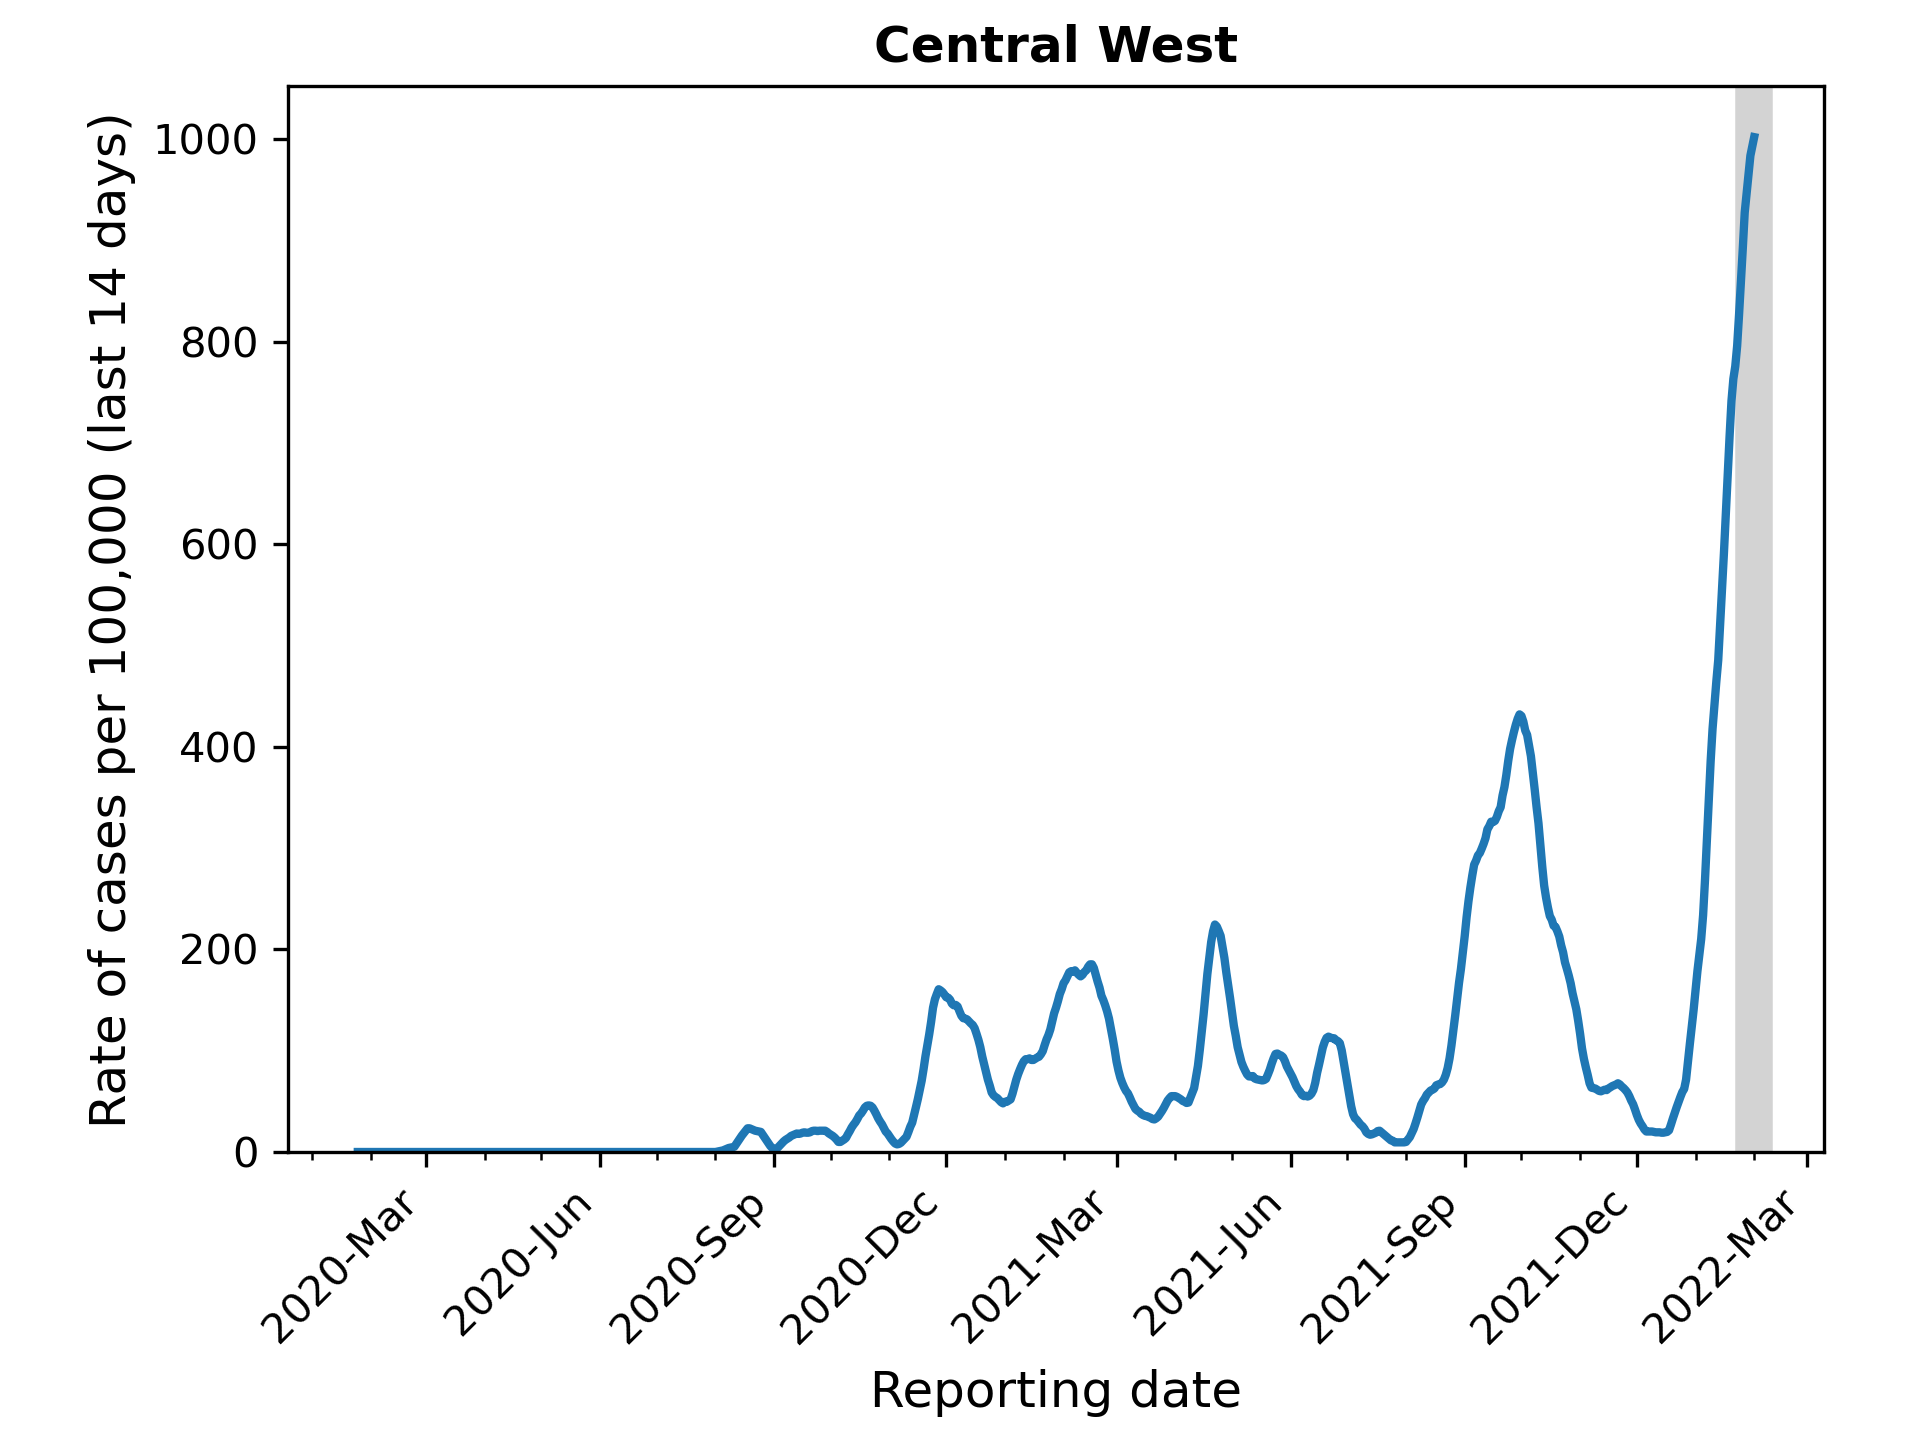 Central West
Rate of cases per 100,000 (last 14 days)
1000
800
600
400
200
0
2020-Mar
2020-Jun
2020-Sep
2020-Dec
2021-Mar
2021-Jun
2021-Sep
2021-Dec
2022-Mar
Reporting date